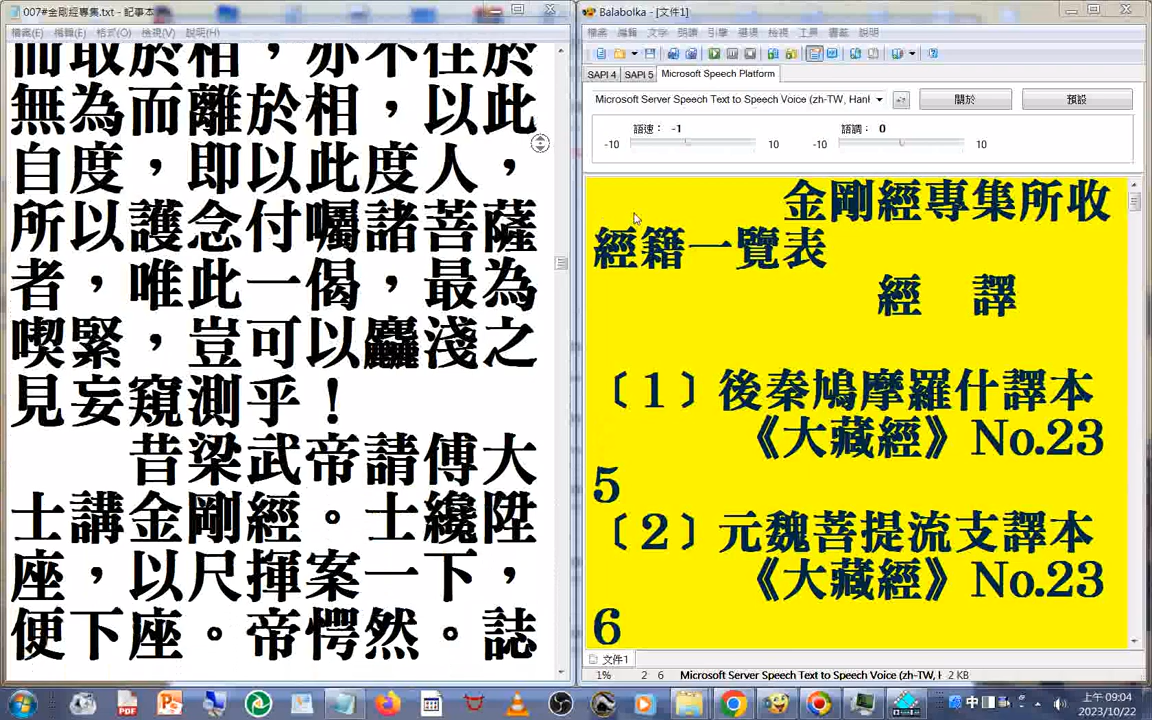 007#金剛經專集.txt - 記事本
檔案(E) 編輯(E) 格式(O) 檢視(V) 說明(H)
而取於相，亦不住於
無為而離於相，以此
自度，即以此度人，
所以護念付囑諸菩薩
者，唯此一偈，最為
喫緊，豈可以麤淺之
見妄窺測乎！
昔梁武帝請傅大
士講金剛經。士纔陞
座，以尺揮案一下，
便下座。帝愕然。誌
Balabolka - [文件1]
檔案 編輯 文字 朗讀 引擎 選項 檢視 工具 書籤 說明
SAPI 4 SAPI 5 Microsoft Speech Platform
Microsoft Server Speech Text to Speech Voice (zh-TW, Hanl
關於 預設
語速： -1 語調： 0
-10 10 -10 10
金剛經專集所收
經籍一覽表
經 譯
〔１〕後秦鳩摩羅什譯本
《大藏經》No.23
5
〔２〕元魏菩提流支譯本
《大藏經》No.23
6
文件1
1% 2 6 Microsoft Speech Text to Speech Voice (zh-TW, H 2 KB
PDF
中
上午 09:04
2023/10/22